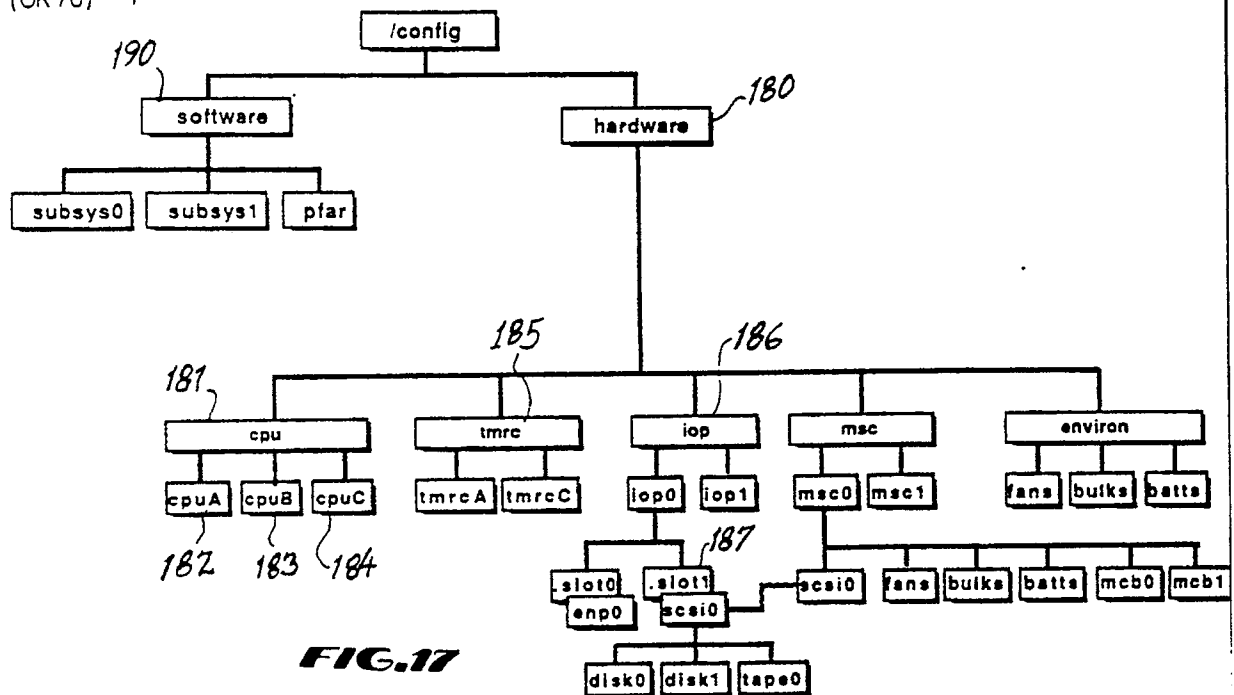 /config
190
180
software
hardware
subsys0 subsys1 pfar
185 186
181
cpu tmrc iop msc environ
cpuA cpuB cpuC tmrcA tmrcC iop0 iop1 msc0 msc1 fans bulks batts
182 183 184
187
.slot0 .slot1 scsi0 fans bulks batts mcb0 mcb1
enp0 scsi0
FIG.17
disk0 disk1 tape0